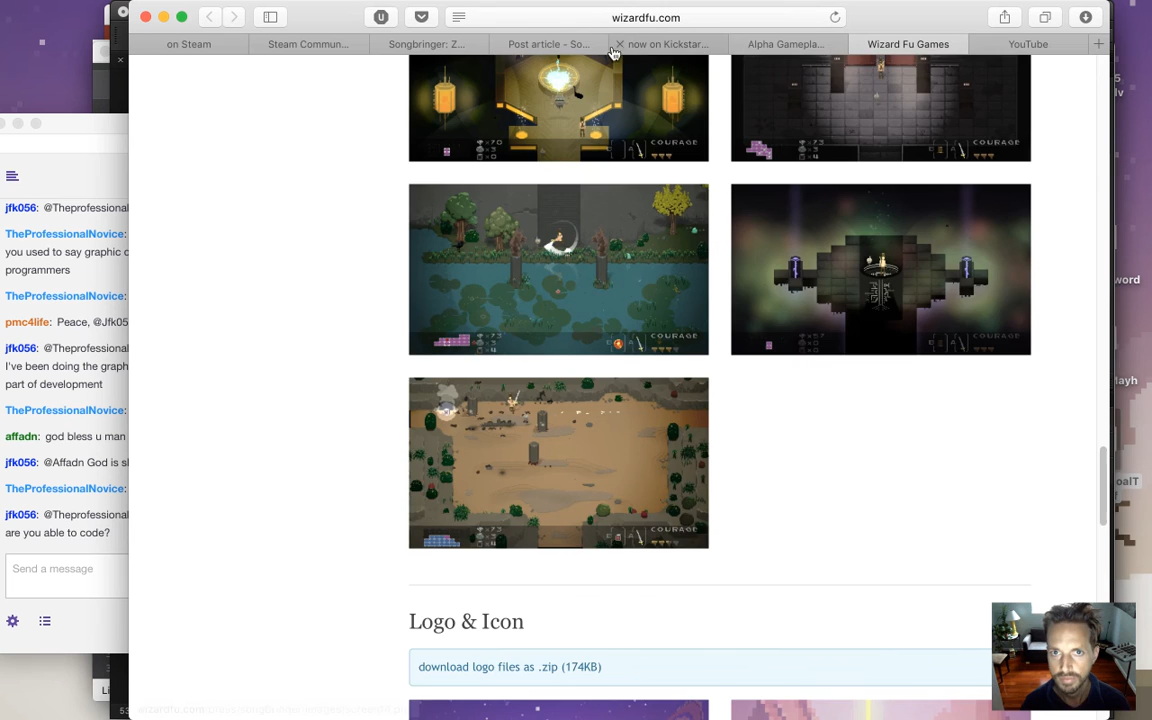 wizardfu.com
on Steam
Steam Commun...
Songbringer: Z...
Post article – So...
now on Kickstar...
Alpha Gamepla...
Wizard Fu Games
YouTube
jfk056: @Theprofessional
TheProfessionalNovice:
you used to say graphic d
programmers
TheProfessionalNovice:
pmc4life: Peace, @Jfk05
jfk056: @Theprofessional
I've been doing the graph
part of development
TheProfessionalNovice:
affadn: god bless u man
jfk056: @Affadn God is sl
TheProfessionalNovice:
jfk056: @Theprofessional
are you able to code?
Send a message
COURAGE
COURAGE
COURAGE
COURAGE
COURAGE
Logo & Icon
download logo files as .zip (174KB)